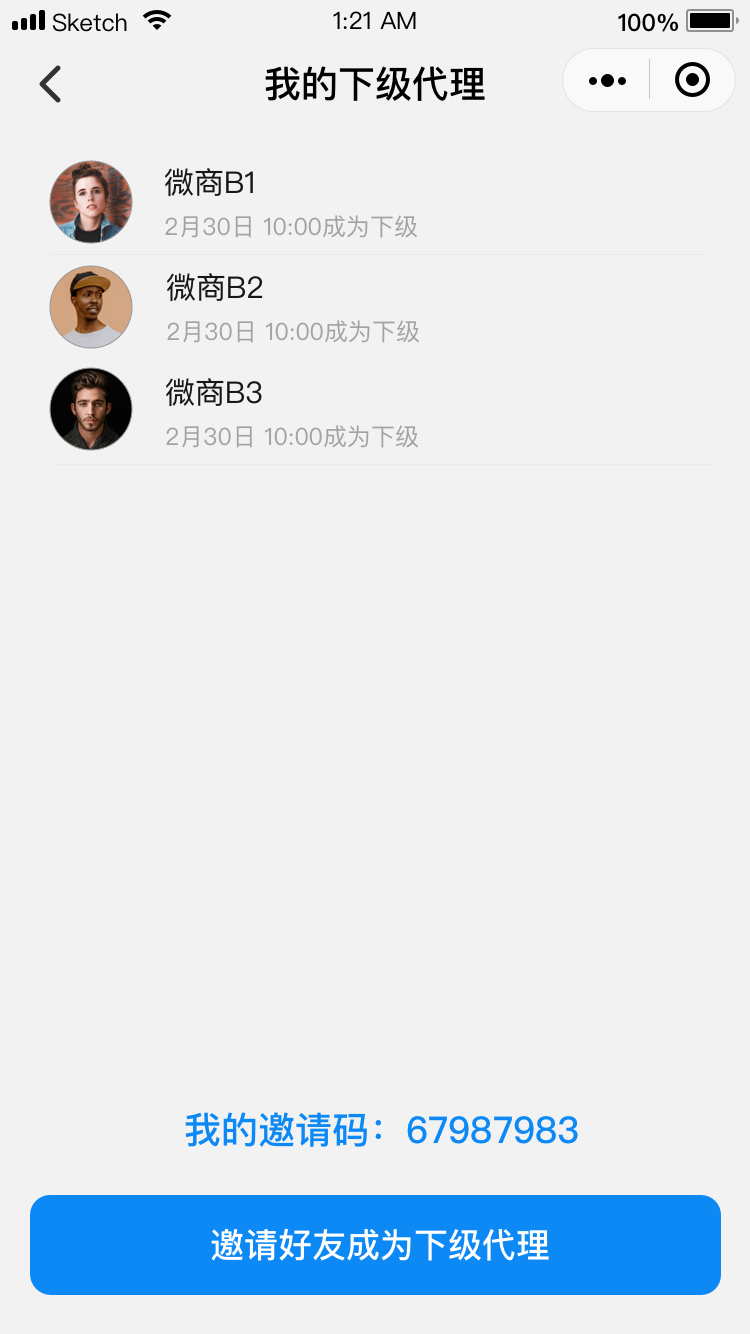 Sketch 1:21 AM 100%
我的下级代理
微商B1
2月30日 10:00成为下级
微商B2
2月30日 10:00成为下级
微商B3
2月30日 10:00成为下级
我的邀请码：67987983
邀请好友成为下级代理